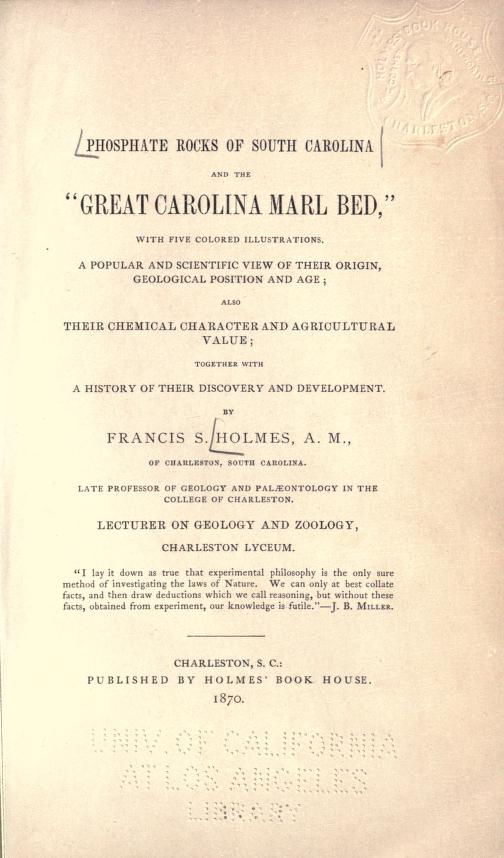 HOLMES BOOK HOUSE
CHARLESTON S.C.
PHOSPHATE ROCKS OF SOUTH CAROLINA
AND THE
"GREAT CAROLINA MARL BED,"
WITH FIVE COLORED ILLUSTRATIONS.
A POPULAR AND SCIENTIFIC VIEW OF THEIR ORIGIN,
GEOLOGICAL POSITION AND AGE;
ALSO
THEIR CHEMICAL CHARACTER AND AGRICULTURAL
VALUE;
TOGETHER WITH
A HISTORY OF THEIR DISCOVERY AND DEVELOPMENT.
BY
FRANCIS S. HOLMES, A. M.,
OF CHARLESTON, SOUTH CAROLINA.
LATE PROFESSOR OF GEOLOGY AND PALÆONTOLOGY IN THE
COLLEGE OF CHARLESTON.
LECTURER ON GEOLOGY AND ZOOLOGY,
CHARLESTON LYCEUM.
"I lay it down as true that experimental philosophy is the only sure
method of investigating the laws of Nature. We can only at best collate
facts, and then draw deductions which we call reasoning, but without these
facts, obtained from experiment, our knowledge is futile."—J. B. MILLER.
CHARLESTON, S. C.:
PUBLISHED BY HOLMES' BOOK HOUSE.
1870.
UNIV. OF CALIFORNIA
AT LOS ANGELES
LIBRARY